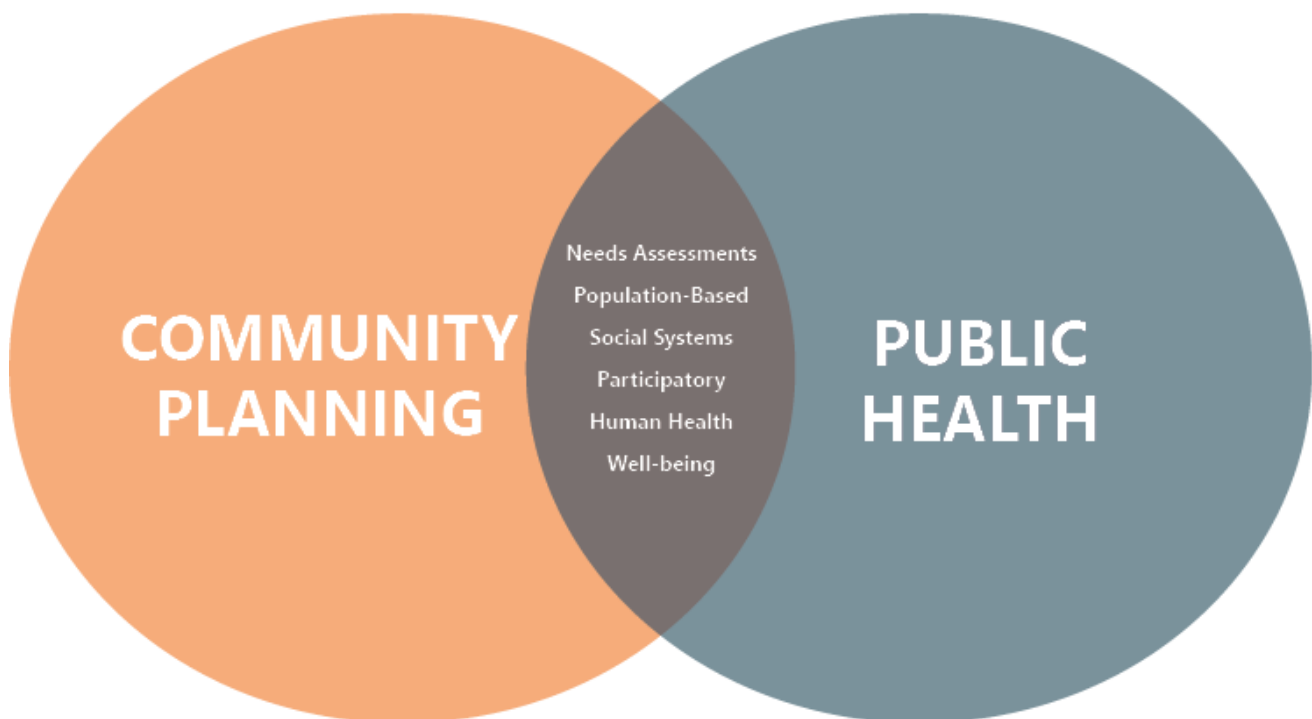 COMMUNITY
PLANNING
Needs Assessments
Population-Based
Social Systems
Participatory
Human Health
Well-being
PUBLIC
HEALTH